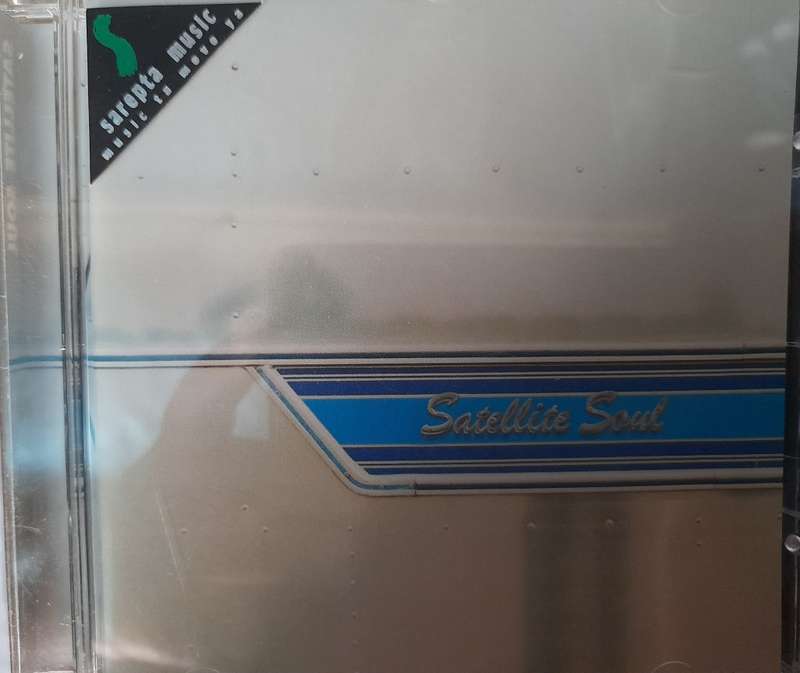 sarepta music
music to move ya
Satellite Soul